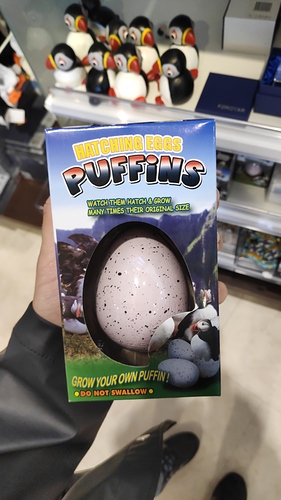 HATCHING EGGS
PUFFiNS
WATCH THEM HATCH & GROW
MANY TIMES THEIR ORIGINAL SIZE
GROW YOUR OWN PUFFIN!
• DO NOT SWALLOW •